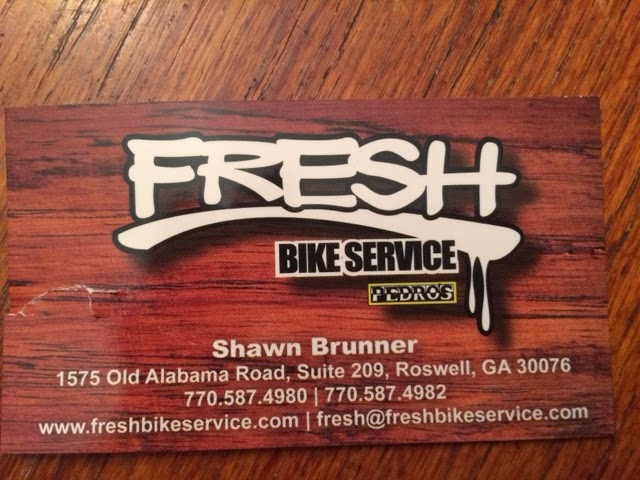 FRESH
BIKE SERVICE
PEDRO'S
Shawn Brunner
1575 Old Alabama Road, Suite 209, Roswell, GA 30076
770.587.4980 | 770.587.4982
www.freshbikeservice.com | fresh@freshbikeservice.com